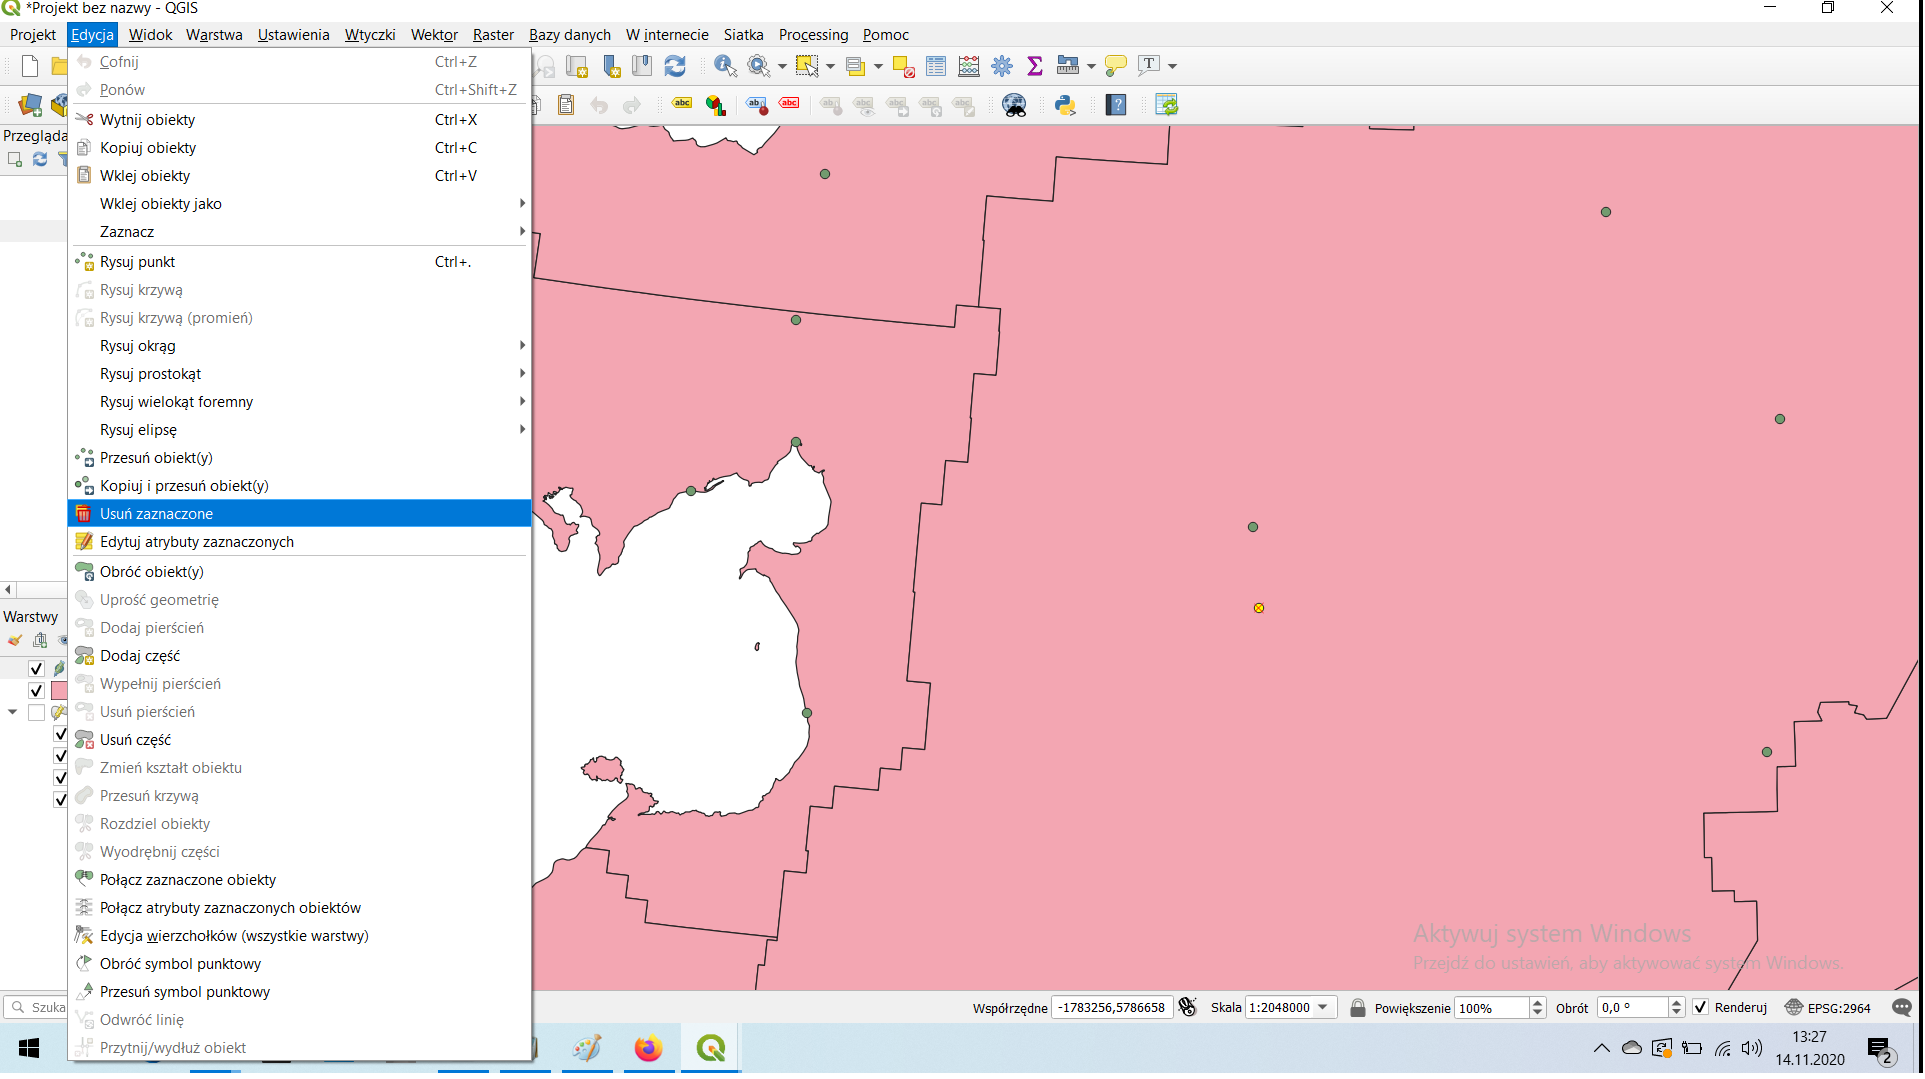 *Projekt bez nazwy - QGIS
Projekt Edycja Widok Warstwa Ustawienia Wtyczki Wektor Raster Bazy danych W internecie Siatka Processing Pomoc
Cofnij Ctrl+Z
Ponów Ctrl+Shift+Z
Wytnij obiekty Ctrl+X
Kopiuj obiekty Ctrl+C
Wklej obiekty Ctrl+V
Wklej obiekty jako
Zaznacz
Rysuj punkt Ctrl+.
Rysuj krzywą
Rysuj krzywą (promień)
Rysuj okrąg
Rysuj prostokąt
Rysuj wielokąt foremny
Rysuj elipsę
Przesuń obiekt(y)
Kopiuj i przesuń obiekt(y)
Usuń zaznaczone
Edytuj atrybuty zaznaczonych
Obróć obiekt(y)
Uprość geometrię
Dodaj pierścień
Dodaj część
Wypełnij pierścień
Usuń pierścień
Usuń część
Zmień kształt obiektu
Przesuń krzywą
Rozdziel obiekty
Wyodrębnij części
Połącz zaznaczone obiekty
Połącz atrybuty zaznaczonych obiektów
Edycja wierzchołków (wszystkie warstwy)
Obróć symbol punktowy
Przesuń symbol punktowy
Odwróć linię
Przytnij/wydłuż obiekt
Przegląda
Warstwy
Szuka
abc abc ab abc
Aktywuj system Windows
Przejdź do ustawień, aby aktywować system Windows.
Współrzędne -1783256,5786658 Skala 1:2048000 Powiększenie 100% Obrót 0,0 ° Renderuj EPSG:2964
13:27
14.11.2020
2